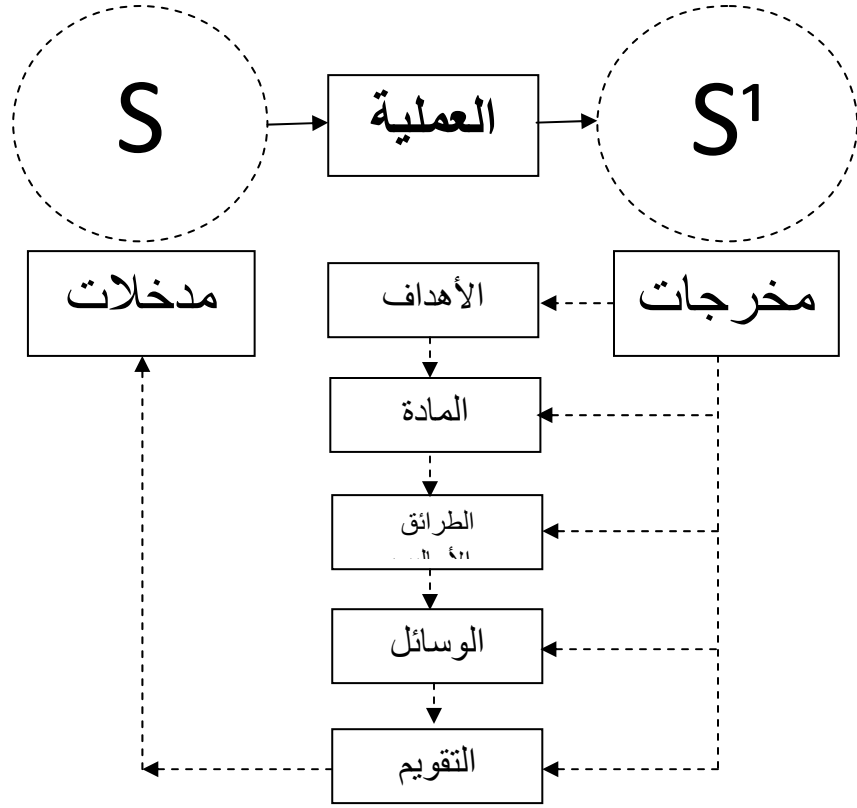 S
العملية
S¹
مدخلات
مخرجات
الأهداف
المادة
الطرائق
الوسائل
التقويم